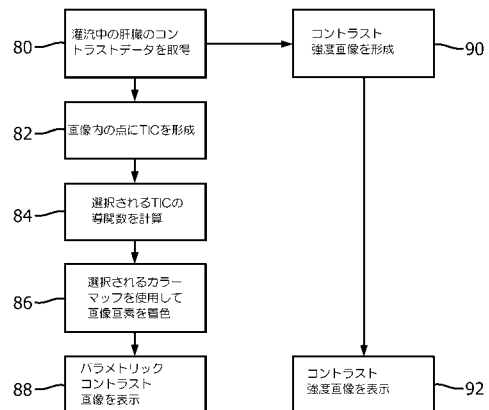 80
灌流中の肝臓のコン
トラストデータを取得
コントラスト
強度画像を形成
90
82
画像内の点にTICを形成
84
選択されるTICの
導関数を計算
86
選択されるカラー
マップを使用して
画像画素を着色
88
パラメトリック
コントラスト
画像を表示
コントラスト
強度画像を表示
92